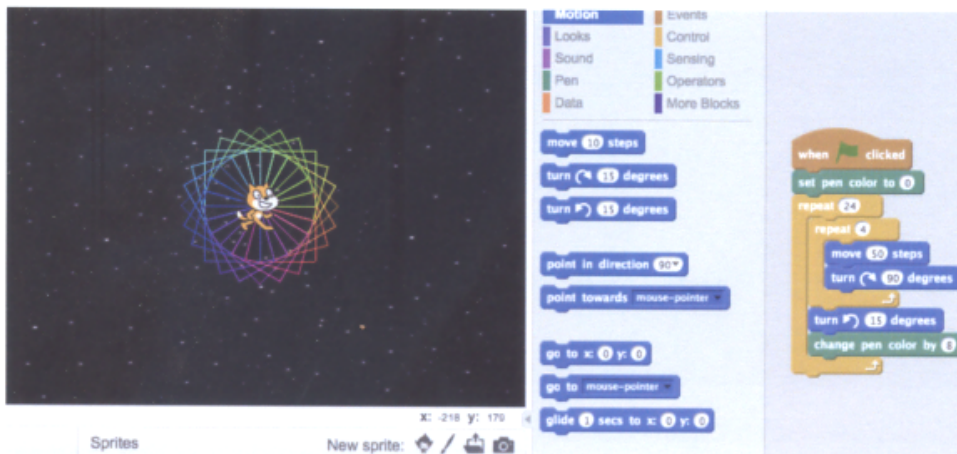 Motion Events
Looks Control
Sound Sensing
Pen Operators
Data More Blocks
move 10 steps
turn 15 degrees
turn 15 degrees
point in direction 90
point towards mouse-pointer
go to x: 0 y: 0
go to mouse-pointer
glide 1 secs to x: 0 y: 0
when clicked
set pen color to 0
repeat 24
repeat 4
move 50 steps
turn 90 degrees
turn 15 degrees
change pen color by 8
x: -218 y: 179
Sprites New sprite: